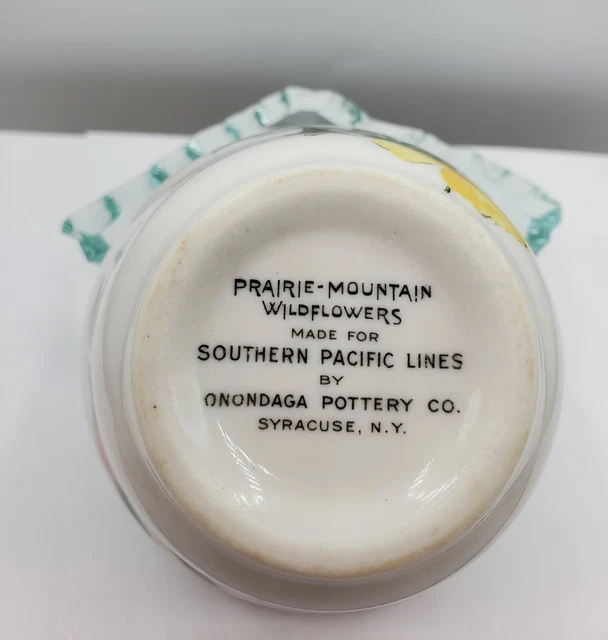 PRAIRIE-MOUNTAIN
WILDFLOWERS
MADE FOR
SOUTHERN PACIFIC LINES
BY
ONONDAGA POTTERY CO.
SYRACUSE, N.Y.